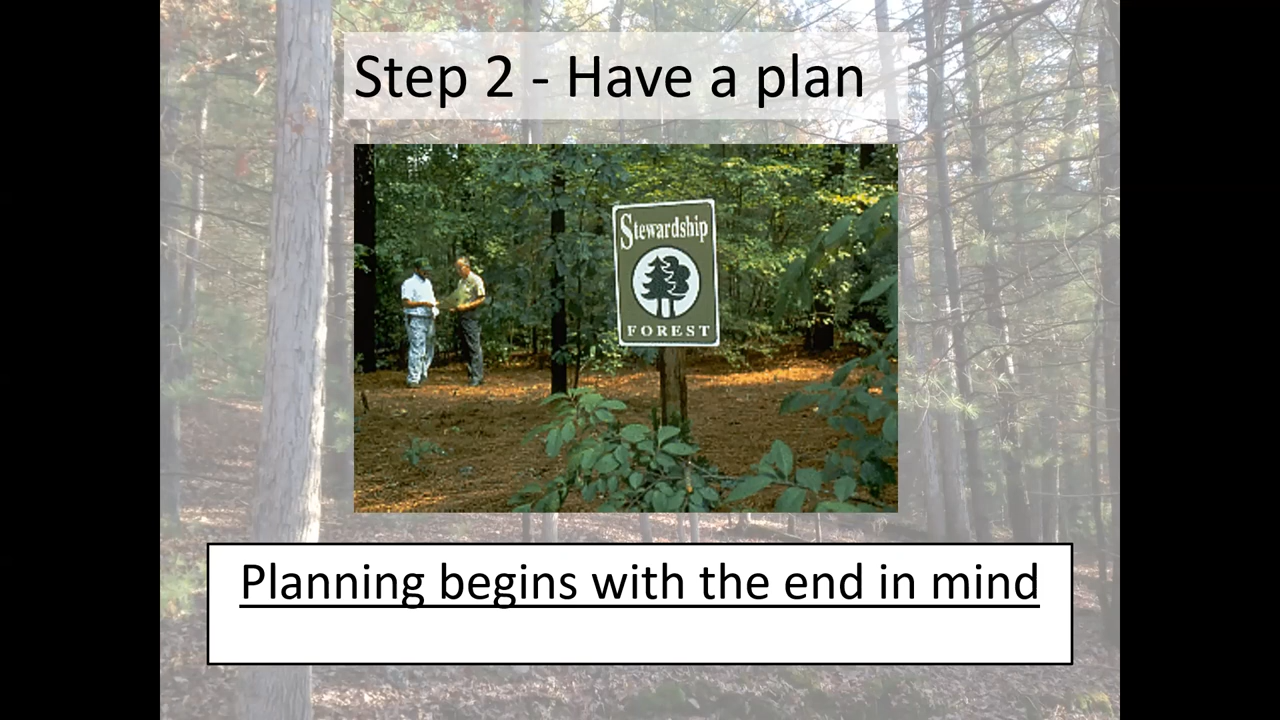 Step 2 - Have a plan
Stewardship
FOREST
Planning begins with the end in mind